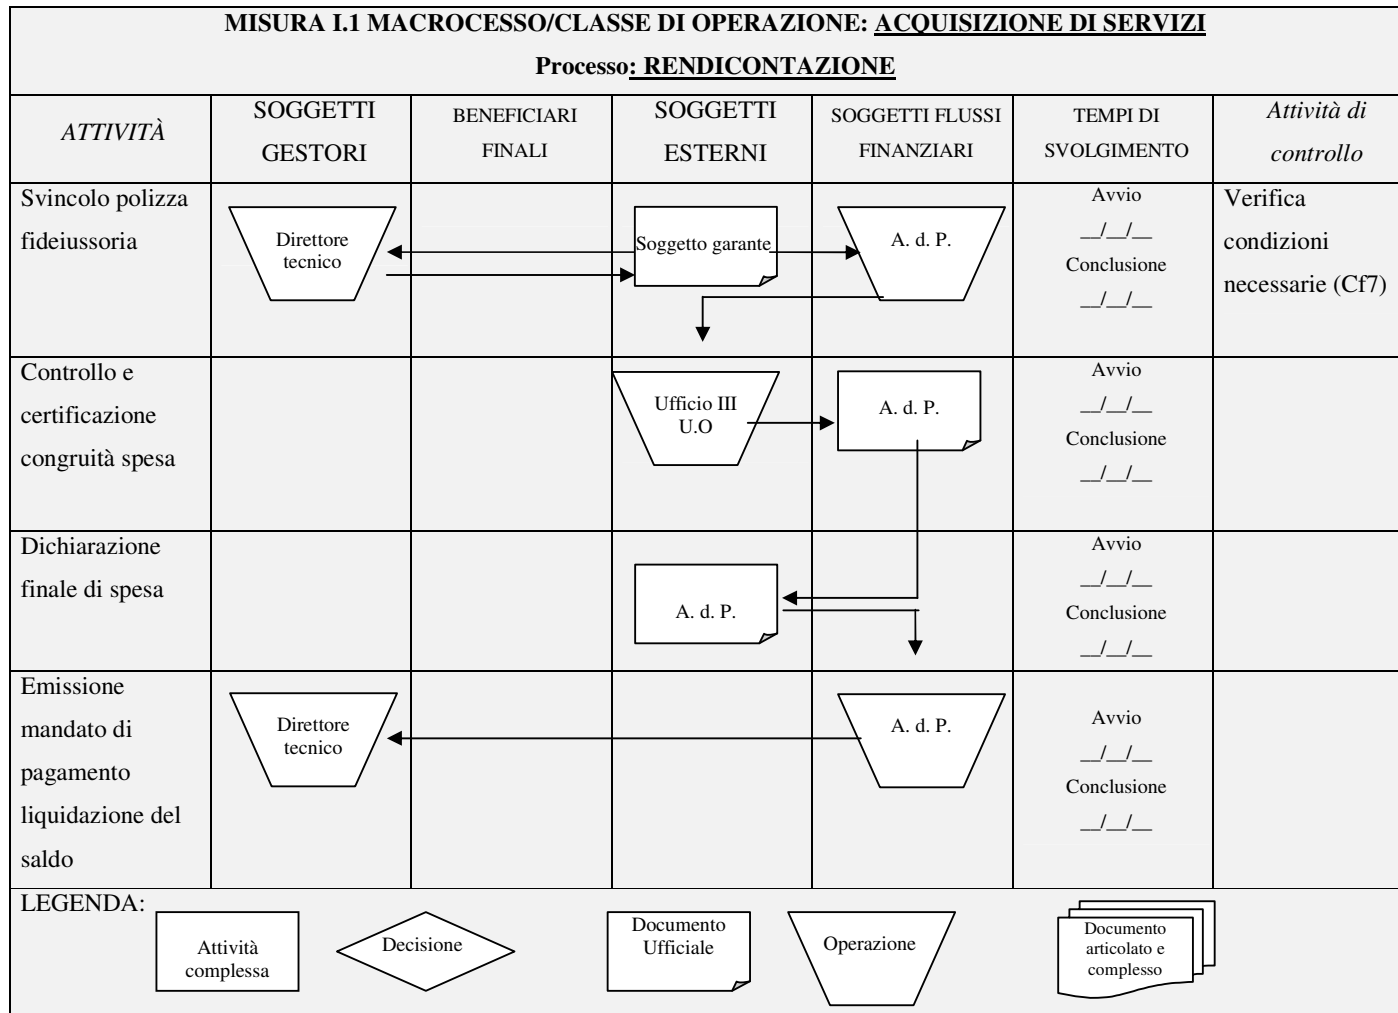 MISURA I.1 MACROCESSO/CLASSE DI OPERAZIONE: ACQUISIZIONE DI SERVIZI
Processo: RENDICONTAZIONE
ATTIVITÀ
SOGGETTI
GESTORI
BENEFICIARI
FINALI
SOGGETTI
ESTERNI
SOGGETTI FLUSSI
FINANZIARI
TEMPI DI
SVOLGIMENTO
Attività di
controllo
Svincolo polizza
fideiussoria
Direttore
tecnico
Soggetto garante
A. d. P.
Avvio
__/__/__
Conclusione
__/__/__
Verifica
condizioni
necessarie (Cf7)
Controllo e
certificazione
congruità spesa
Ufficio III
U.O
A. d. P.
Avvio
__/__/__
Conclusione
__/__/__
Dichiarazione
finale di spesa
A. d. P.
Avvio
__/__/__
Conclusione
__/__/__
Emissione
mandato di
pagamento
liquidazione del
saldo
Direttore
tecnico
A. d. P.
Avvio
__/__/__
Conclusione
__/__/__
LEGENDA:
Attività
complessa
Decisione
Documento
Ufficiale
Operazione
Documento
articolato e
complesso